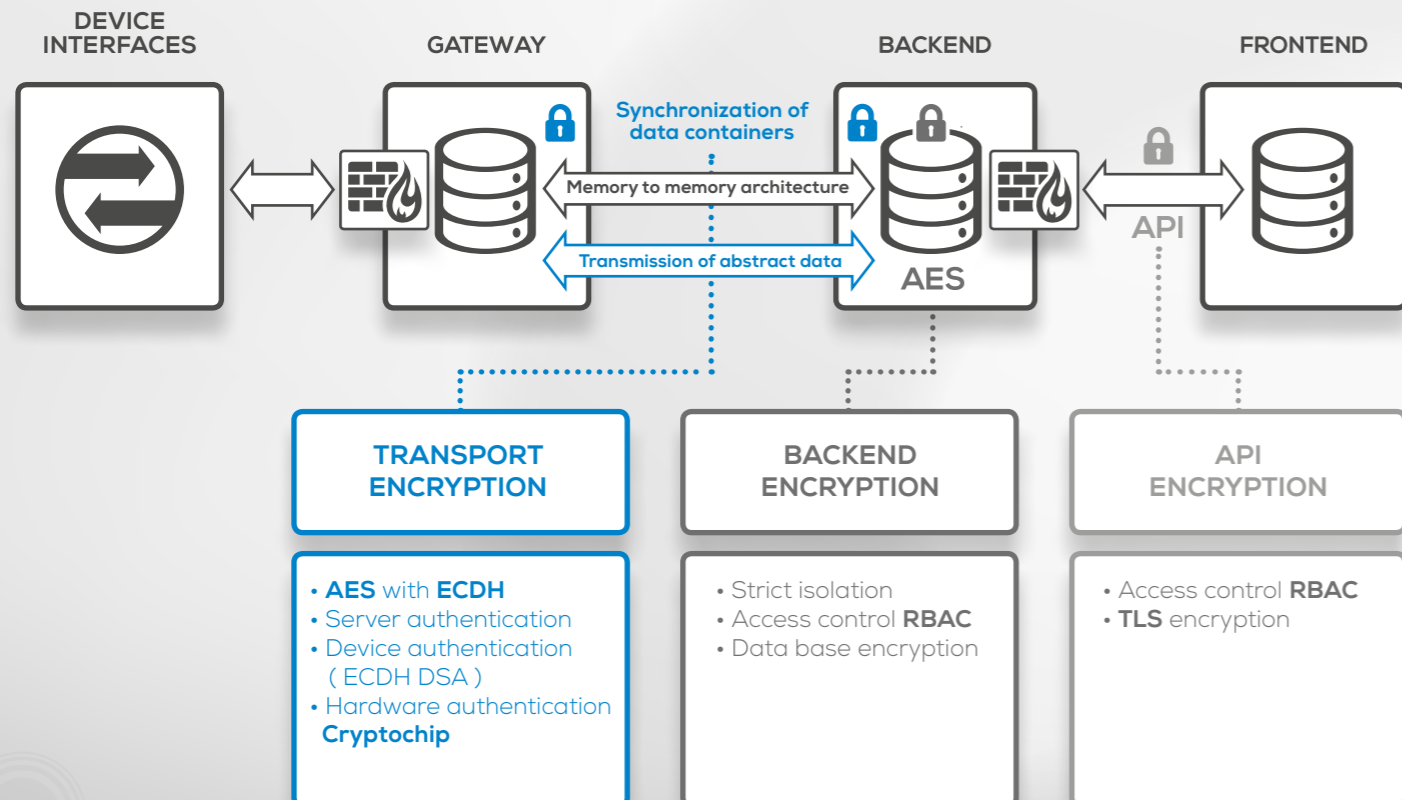 DEVICE
INTERFACES
GATEWAY
BACKEND
FRONTEND
Synchronization of
data containers
Memory to memory architecture
Transmission of abstract data
AES
API
TRANSPORT
ENCRYPTION
• AES with ECDH
• Server authentication
• Device authentication
( ECDH DSA )
• Hardware authentication
Cryptochip
BACKEND
ENCRYPTION
• Strict isolation
• Access control RBAC
• Data base encryption
API
ENCRYPTION
• Access control RBAC
• TLS encryption